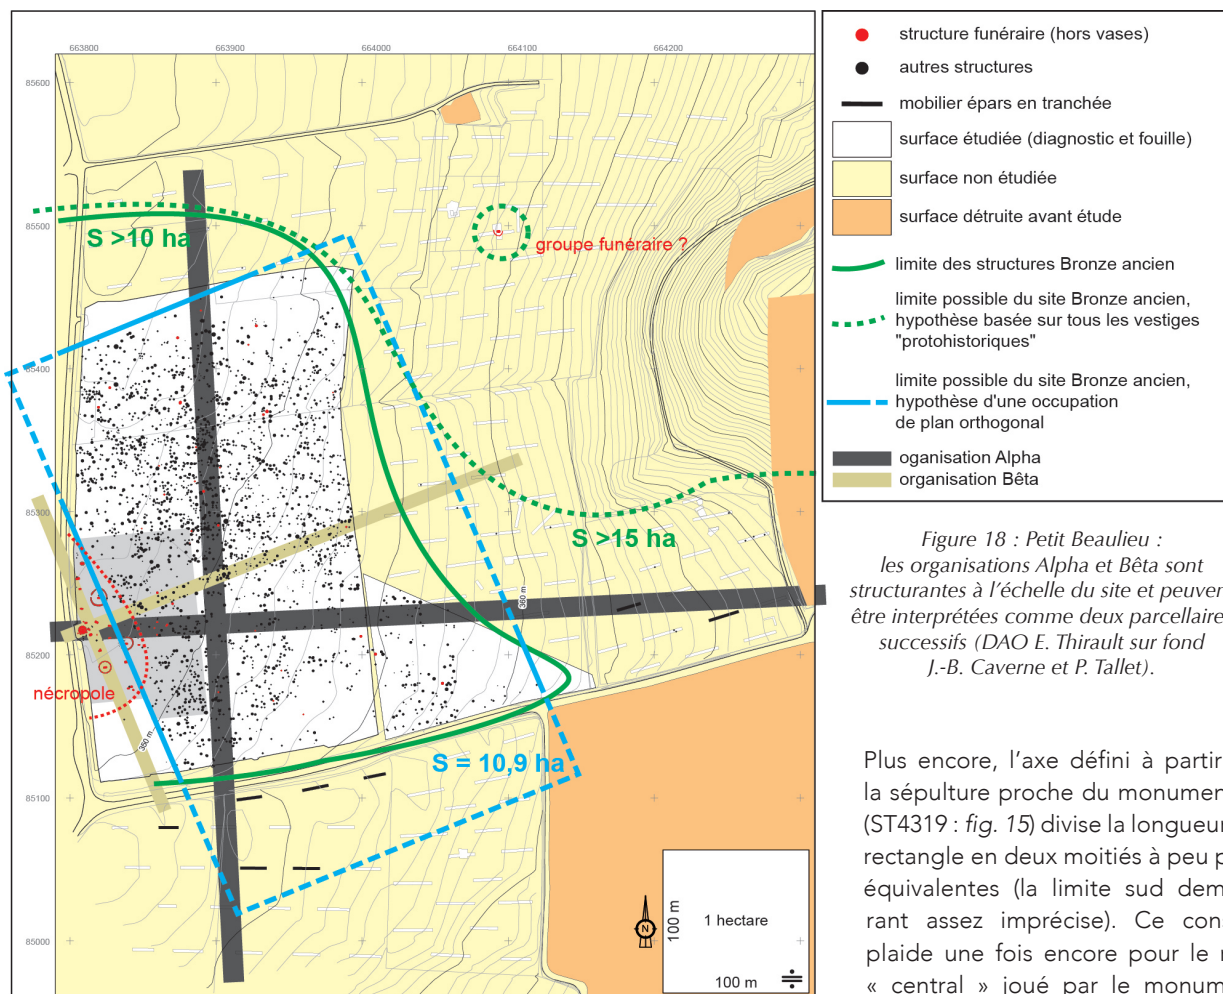 663800
663900
664000
664100
664200
85600
85500
85400
85300
85200
85100
85000
S >10 ha
groupe funéraire ?
S >15 ha
nécropole
S = 10,9 ha
350 m
360 m
100 m
1 hectare
100 m
N
structure funéraire (hors vases)
autres structures
mobilier épars en tranchée
surface étudiée (diagnostic et fouille)
surface non étudiée
surface détruite avant étude
limite des structures Bronze ancien
limite possible du site Bronze ancien,
hypothèse basée sur tous les vestiges
"protohistoriques"
limite possible du site Bronze ancien,
hypothèse d'une occupation
de plan orthogonal
oganisation Alpha
organisation Bêta
Figure 18 : Petit Beaulieu :
les organisations Alpha et Bêta sont
structurantes à l'échelle du site et peuven
être interprétées comme deux parcellaire
successifs (DAO E. Thirault sur fond
J.-B. Caverne et P. Tallet).
Plus encore, l'axe défini à partir
la sépulture proche du monumen
(ST4319 : fig. 15) divise la longueur
rectangle en deux moitiés à peu p
équivalentes (la limite sud dem
rant assez imprécise). Ce cons
plaide une fois encore pour le r
« central » joué par le monum